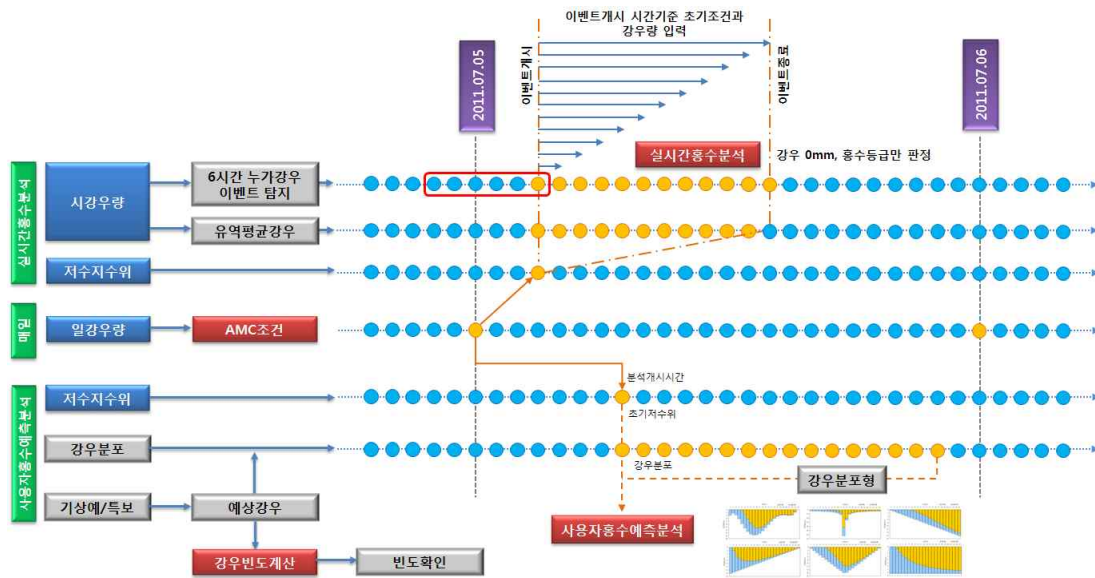 이벤트개시 시간기준 초기조건과
강우량 입력
2011.07.05
이벤트개시
이벤트종료
2011.07.06
실시간홍수분석
강우 0mm, 홍수등급만 판정
실시간홍수분석
시강우량
6시간 누가강우
이벤트 탐지
유역평균강우
저수지수위
매일
일강우량
AMC조건
사용자홍수예측분석
저수지수위
분석개시시간
초기저수위
강우분포
강우분포
강우분포형
기상예/특보
예상강우
사용자홍수예측분석
강우빈도계산
빈도확인